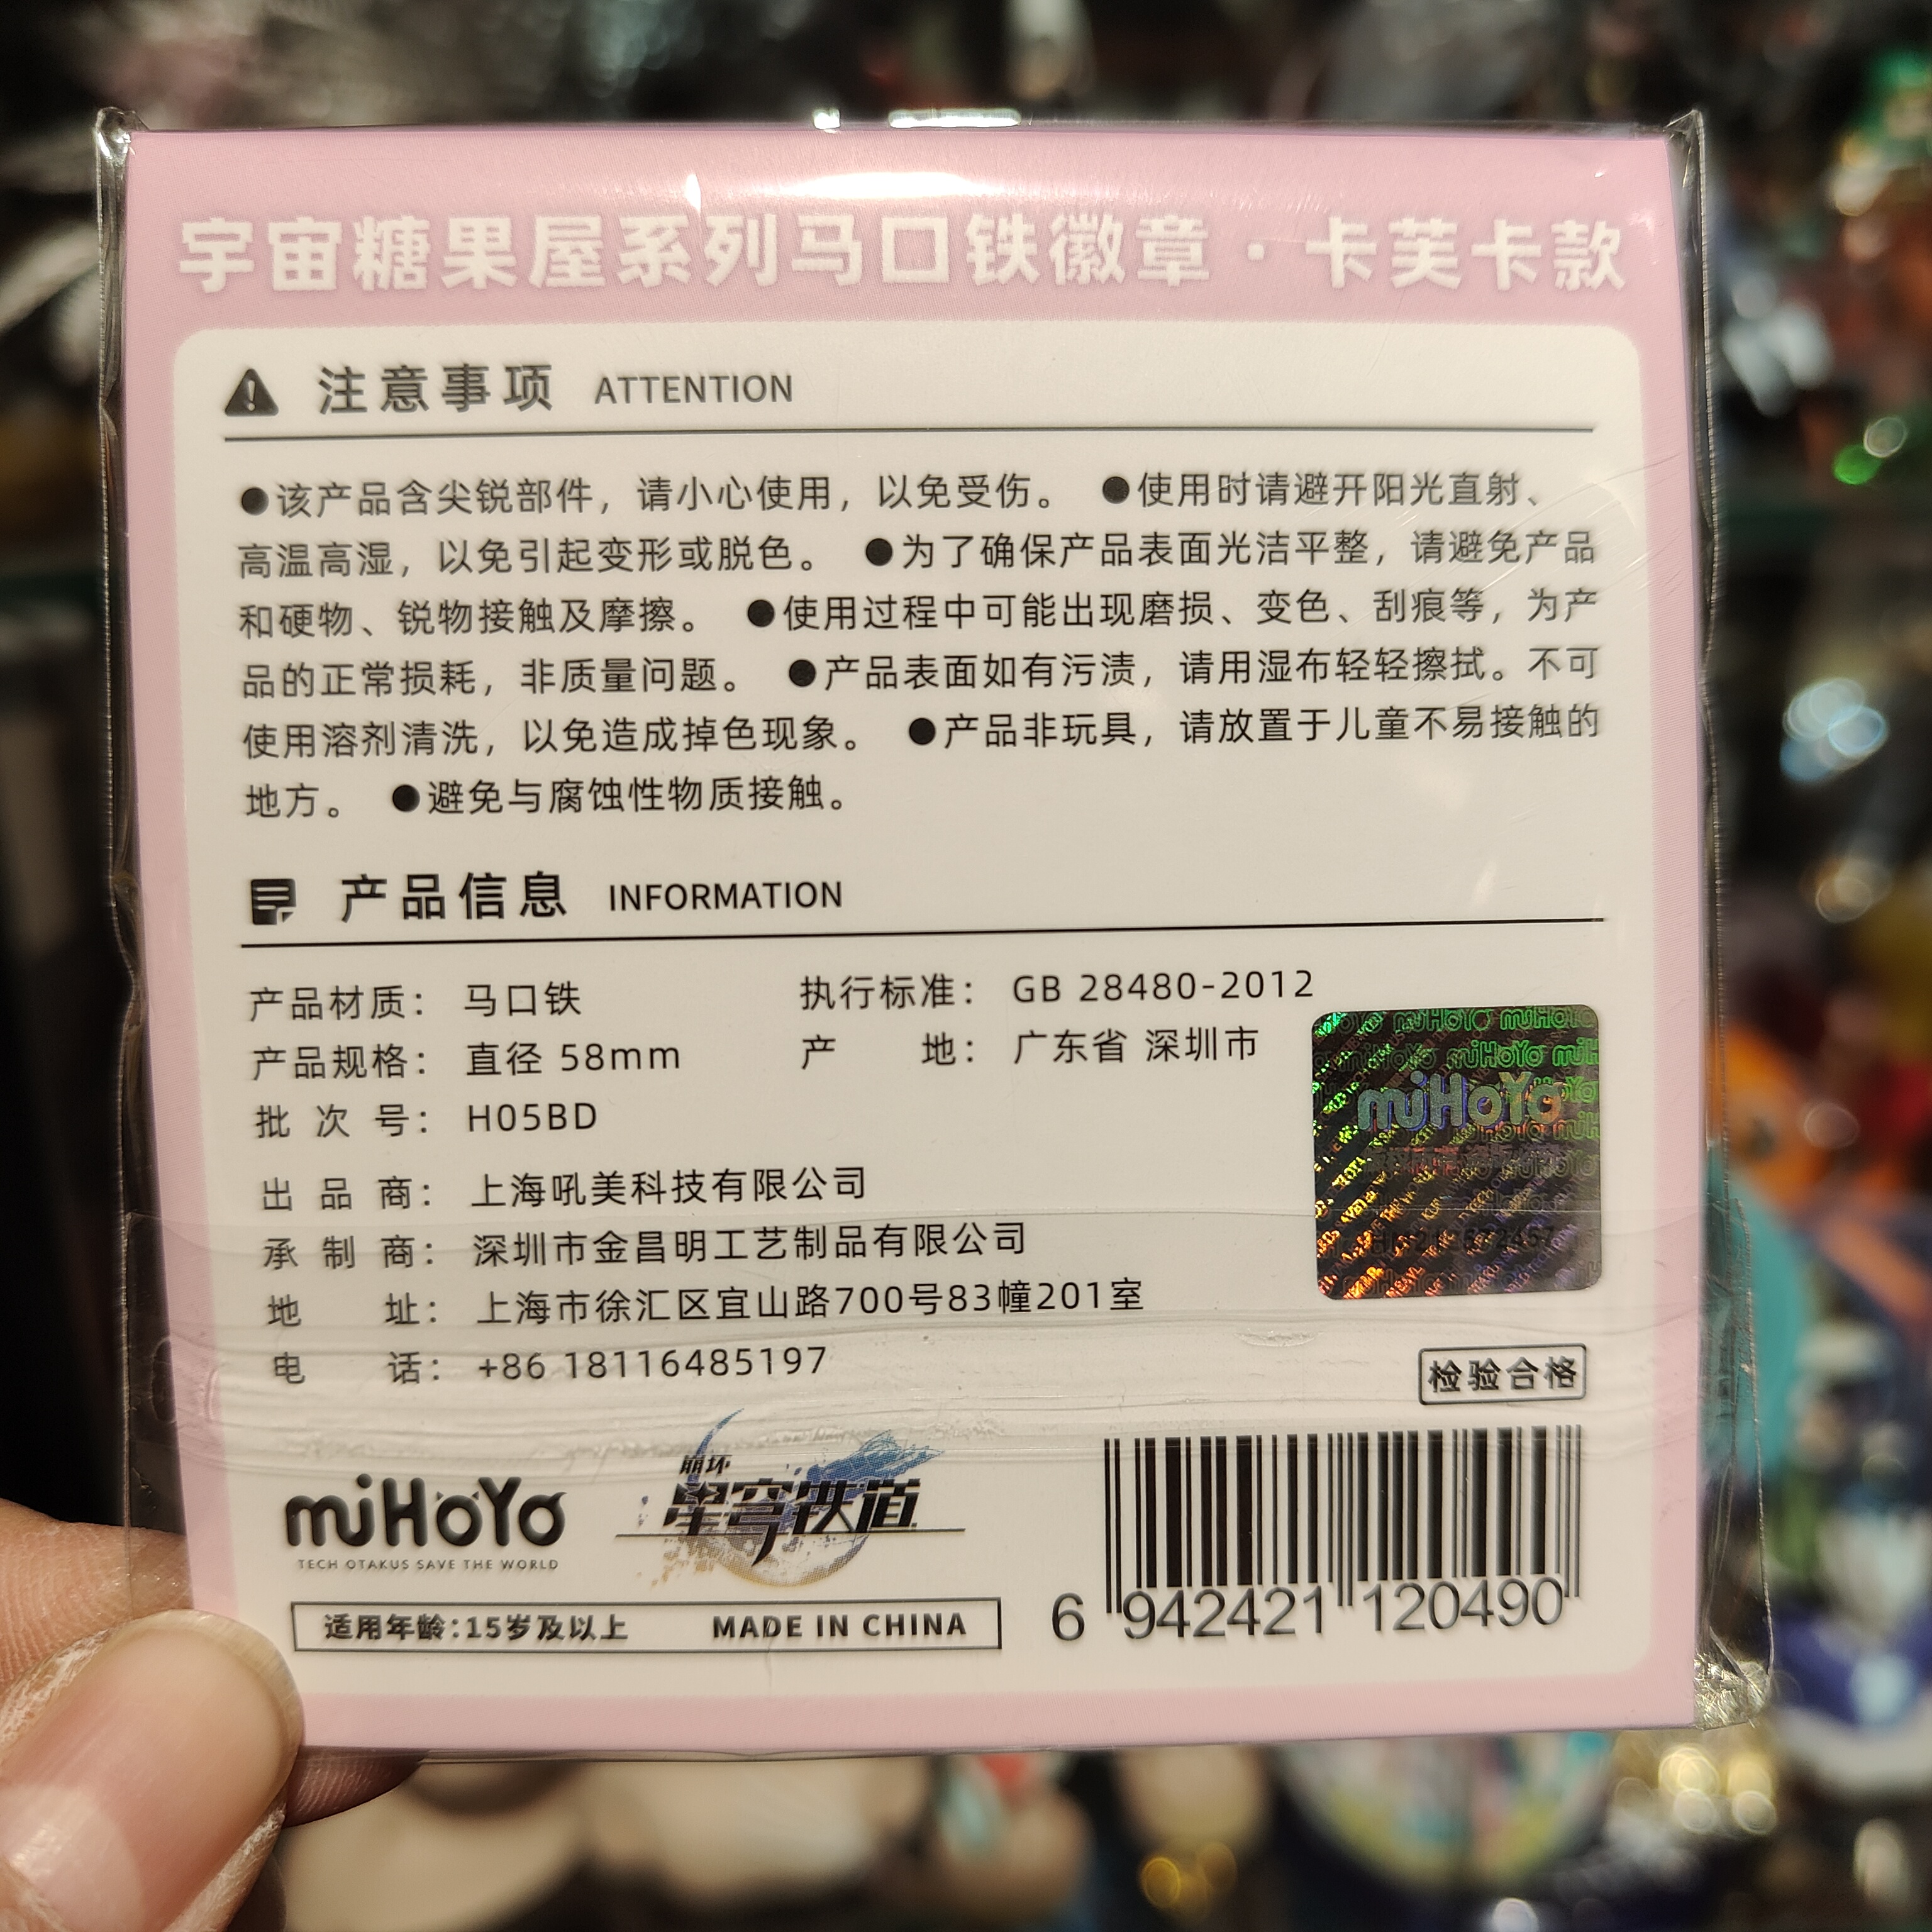 宇宙糖果屋系列马口铁徽章·卡芙卡款
注意事项 ATTENTION
●该产品含尖锐部件，请小心使用，以免受伤。 ●使用时请避开阳光直射、
高温高湿，以免引起变形或脱色。 ●为了确保产品表面光洁平整，请避免产品
和硬物、锐物接触及摩擦。 ●使用过程中可能出现磨损、变色、刮痕等，为产
品的正常损耗，非质量问题。 ●产品表面如有污渍，请用湿布轻轻擦拭。不可
使用溶剂清洗，以免造成掉色现象。 ●产品非玩具，请放置于儿童不易接触的
地方。 ●避免与腐蚀性物质接触。
产品信息 INFORMATION
产品材质： 马口铁 执行标准： GB 28480-2012
产品规格： 直径 58mm 产 地： 广东省 深圳市
批 次 号： H05BD
出 品 商： 上海吼美科技有限公司
承 制 商： 深圳市金昌明工艺制品有限公司
地 址： 上海市徐汇区宜山路700号83幢201室
电 话： +86 18116485197
miHoYo
检验合格
miHoYo
TECH OTAKUS SAVE THE WORLD
崩坏
星穹铁道
适用年龄:15岁及以上 MADE IN CHINA
6 942421 120490